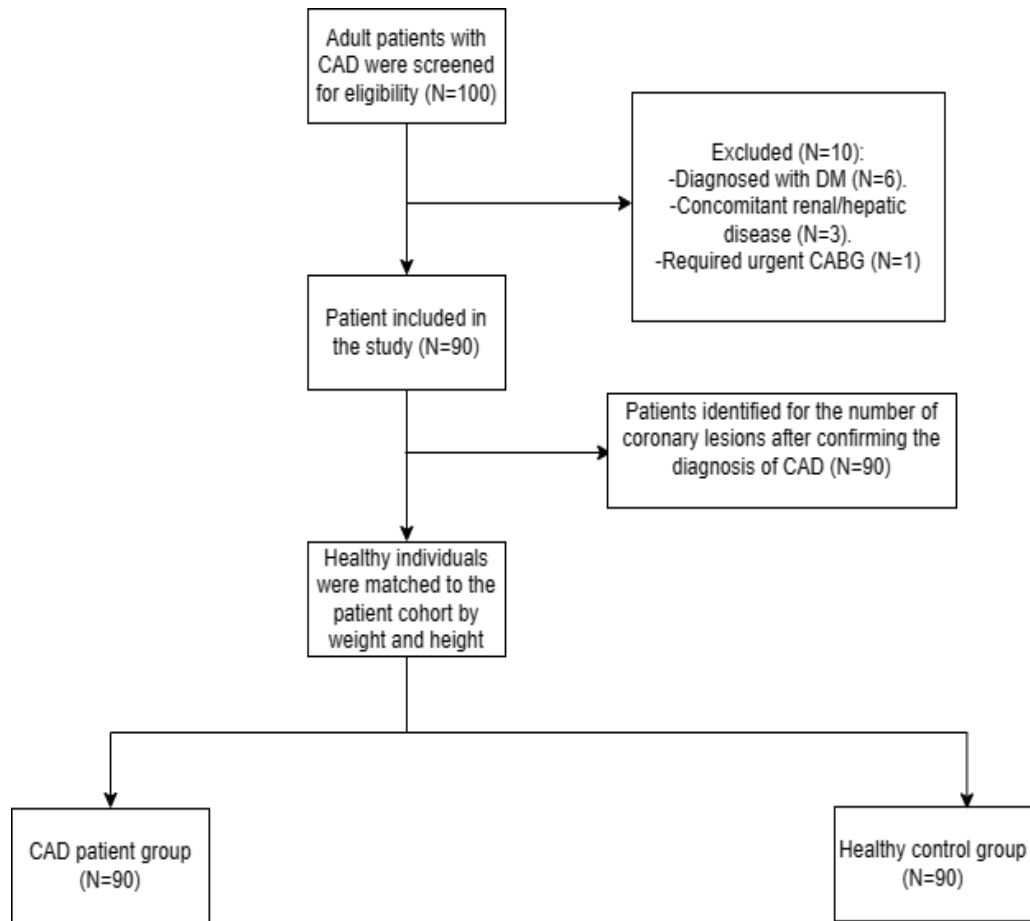 Adult patients with
CAD were screened
for eligibility (N=100)
Excluded (N=10):
-Diagnosed with DM (N=6).
-Concomitant renal/hepatic
disease (N=3).
-Required urgent CABG (N=1)
Patient included in
the study (N=90)
Patients identified for the number of
coronary lesions after confirming the
diagnosis of CAD (N=90)
Healthy individuals
were matched to the
patient cohort by
weight and height
CAD patient group
(N=90)
Healthy control group
(N=90)